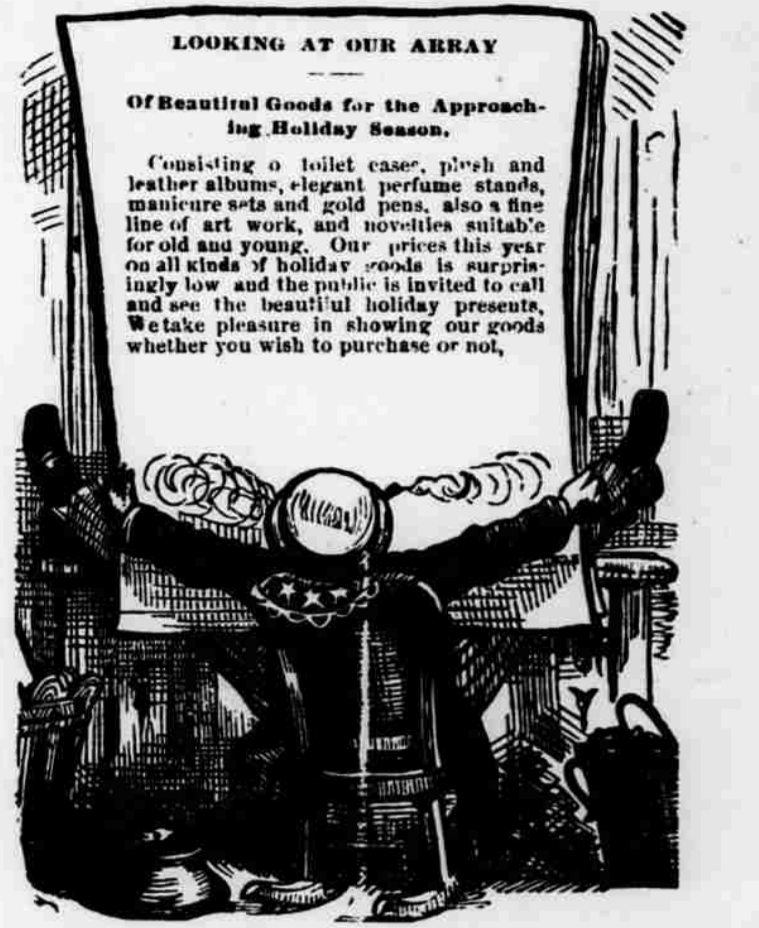 LOOKING AT OUR ARRAY
Of Beautiful Goods for the Approach-
ing Holiday Season.
Consisting o toilet cases, plush and
leather albums, elegant perfume stands,
manicure sets and gold pens, also a fine
line of art work, and novelties suitable
for old and young. Our prices this year
on all kinds of holiday goods is surpris-
ingly low and the public is invited to call
and see the beautiful holiday presents,
We take pleasure in showing our goods
whether you wish to purchase or not,